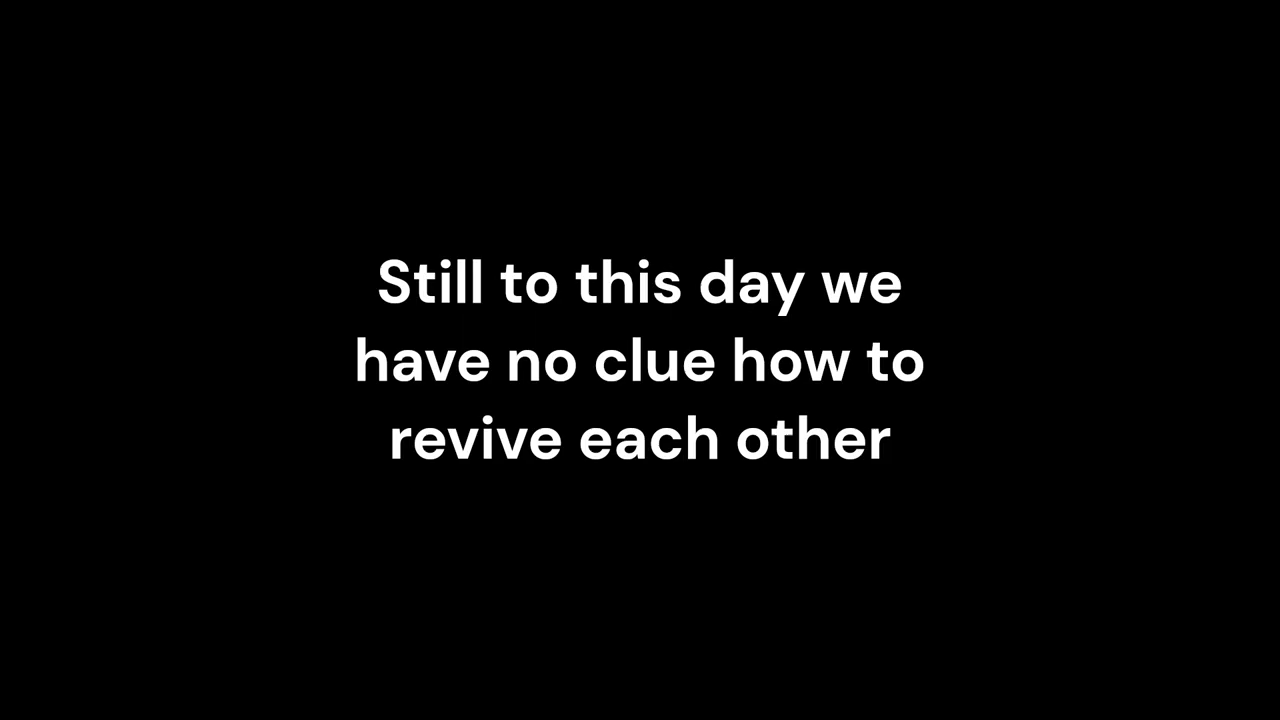 Still to this day we
have no clue how to
revive each other